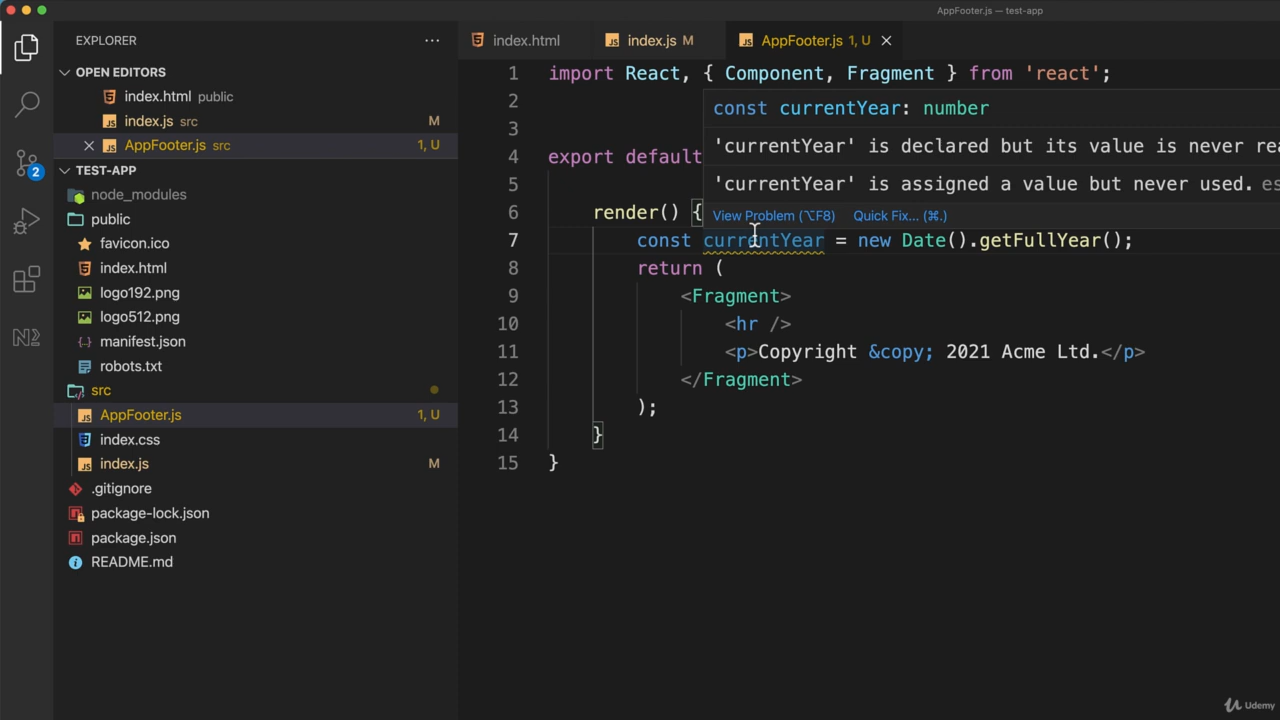 AppFooter.js — test-app
EXPLORER
OPEN EDITORS
index.html public
index.js src M
AppFooter.js src 1, U
TEST-APP
node_modules
public
favicon.ico
index.html
logo192.png
logo512.png
manifest.json
robots.txt
src
AppFooter.js 1, U
index.css
index.js M
.gitignore
package-lock.json
package.json
README.md
2
index.html
index.js M
AppFooter.js 1, U
1 import React, { Component, Fragment } from 'react';
2
3
4 export default
5
6 render() {
7 const currentYear = new Date().getFullYear();
8 return (
9 <Fragment>
10 <hr />
11 <p>Copyright &copy; 2021 Acme Ltd.</p>
12 </Fragment>
13 );
14 }
15 }
const currentYear: number
'currentYear' is declared but its value is never rea
'currentYear' is assigned a value but never used. es
View Problem (⌥F8) Quick Fix... (⌘.)
Udemy